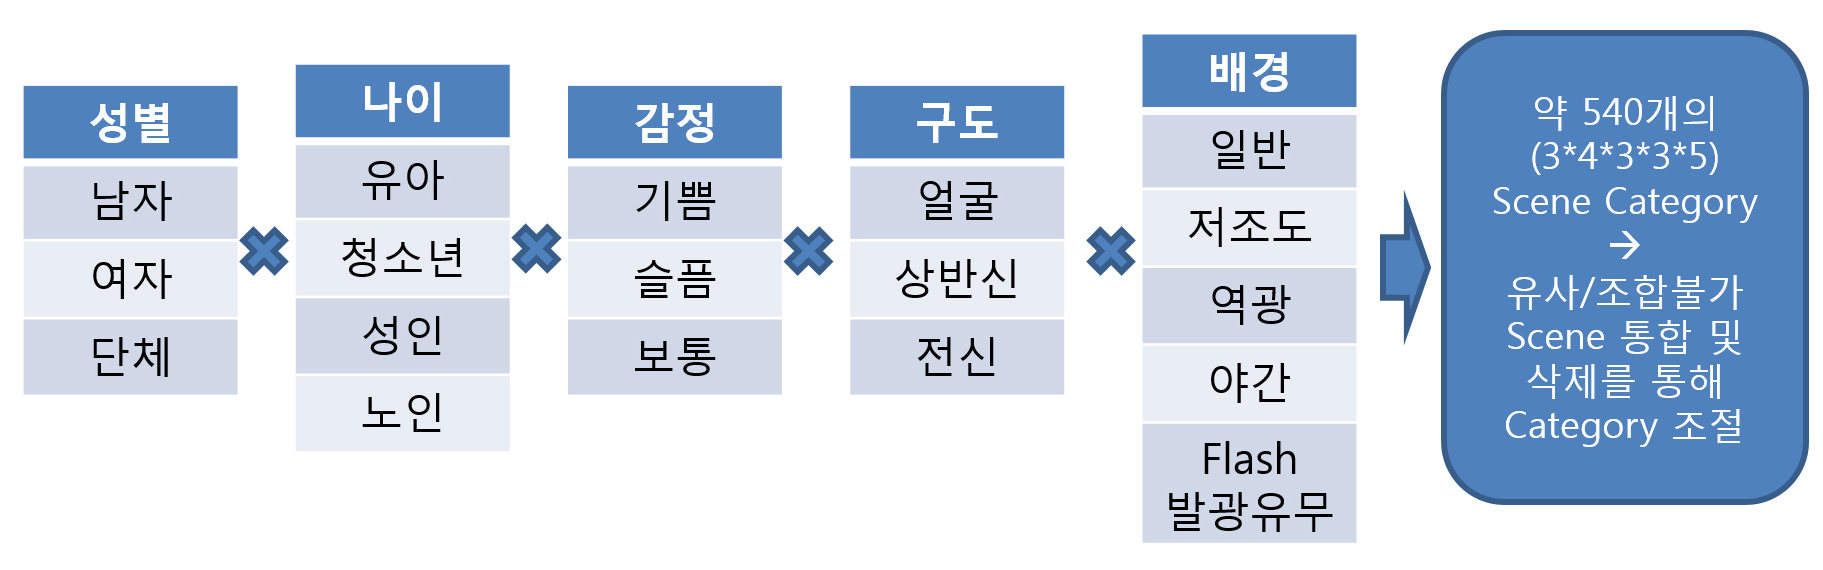 성별
남자
여자
단체
나이
유아
청소년
성인
노인
감정
기쁨
슬픔
보통
구도
얼굴
상반신
전신
배경
일반
저조도
역광
야간
Flash
발광유무
약 540개의
(3*4*3*3*5)
Scene Category
→
유사/조합불가
Scene 통합 및
삭제를 통해
Category 조절